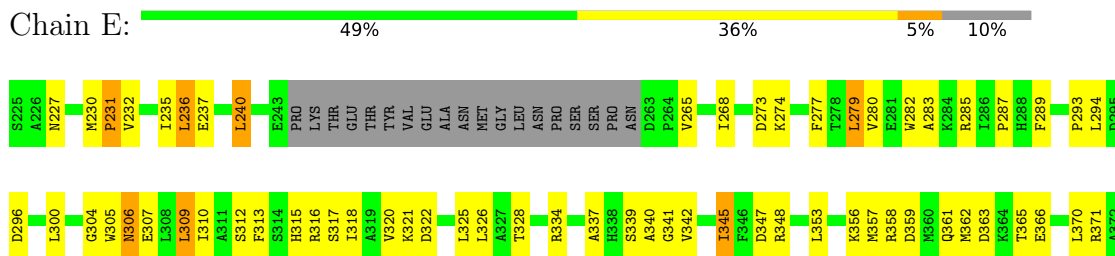 Chain E:
49% 36% 5% 10%
S225 A226 N227 M230 P231 V232 I235 L236 E237 L240 E243 PRO LYS THR GLU THR TYR VAL GLU ALA ASN MET GLY LEU ASN PRO SER SER PRO ASN D263 P264 V265 I268 D273 K274 F277 T278 L279 V280 E281 W282 A283 K284 R285 I286 P287 H288 F289 P293 L294
D296 L300 G304 W305 N306 E307 L308 L309 I310 A311 S312 F313 S314 H315 R316 S317 I318 A319 V320 K321 D322 L325 L326 A327 T328 R334 A337 H338 S339 A340 G341 V342 I345 F346 D347 R348 L353 K356 M357 R358 D359 M360 Q361 M362 D363 K364 T365 E366 L370 R371